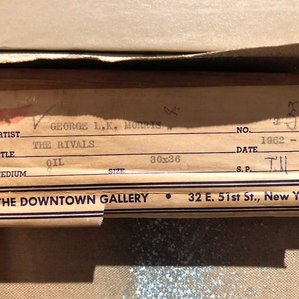 ARTIST GEORGE L.K. MORRIS NO. 3
TITLE THE RIVALS DATE 1962 -
MEDIUM OIL SIZE 30x36 S. P.
THE DOWNTOWN GALLERY • 32 E. 51st St., New Y